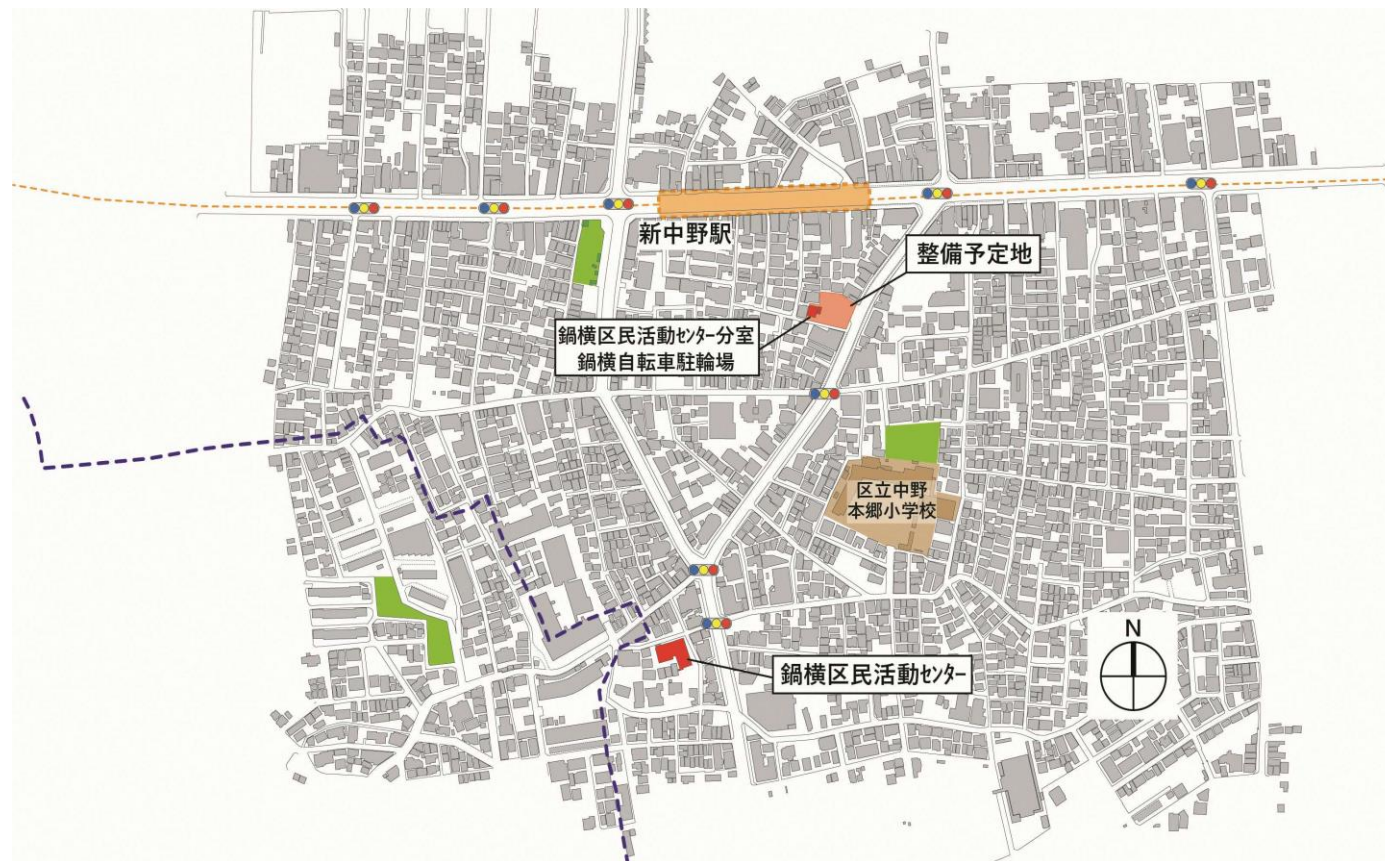 新中野駅
整備予定地
鍋横区民活動センター分室
鍋横自転車駐輪場
区立中野
本郷小学校
N
鍋横区民活動センター